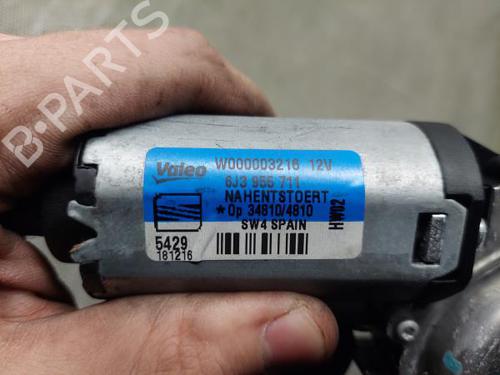 Valeo W000003216 12V
6J3 955 711
NAHENTSTOERT
*Op 34810/4810
SW4 SPAIN
HW02
5429
181216
B-PARTS